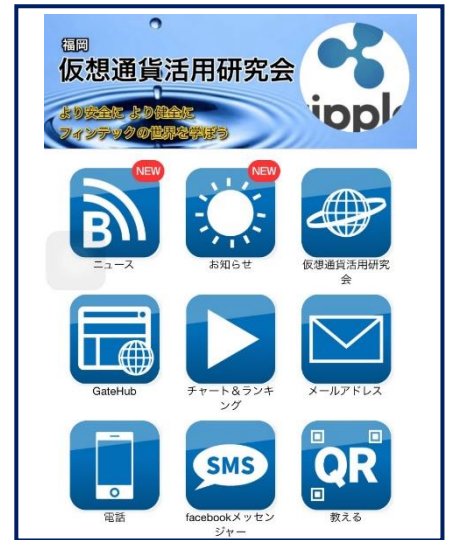 福岡
仮想通貨活用研究会
より安全に より健全に
フィンテックの世界を学ぼう
ripple
NEW
NEW
B
ニュース
お知らせ
仮想通貨活用研究
会
GateHub
チャート＆ランキ
ング
メールアドレス
SMS
QR
電話
facebookメッセン
ジャー
教える